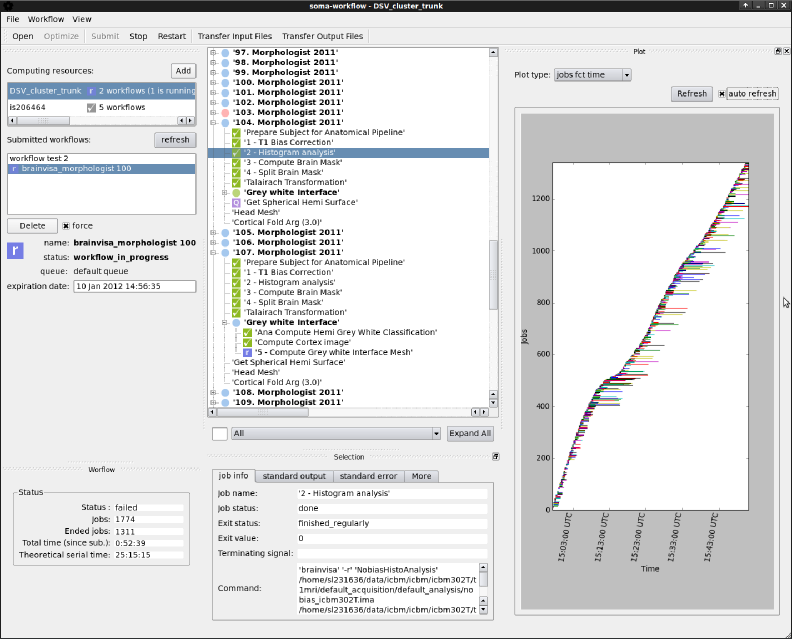 soma-workflow - DSV_cluster_trunk
File Workflow View
Open Optimize Submit Stop Restart Transfer Input Files Transfer Output Files
Computing resources: Add
DSV_cluster_trunk r 2 workflows (1 is running
is206464 5 workflows
Submitted workflows: refresh
workflow test 2
r brainvisa_morphologist 100
Delete force
r
name: brainvisa_morphologist 100
status: workflow_in_progress
queue: default queue
expiration date: 10 Jan 2012 14:56:35
Worflow
Status
Status : failed
Jobs: 1774
Ended jobs: 1311
Total time (since sub.): 0:52:39
Theoretical serial time: 25:15:15
'97. Morphologist 2011'
'98. Morphologist 2011'
'99. Morphologist 2011'
'100. Morphologist 2011'
'101. Morphologist 2011'
'102. Morphologist 2011'
'103. Morphologist 2011'
'104. Morphologist 2011'
'Prepare Subject for Anatomical Pipeline'
'1 - T1 Bias Correction'
'2 - Histogram analysis'
'3 - Compute Brain Mask'
'4 - Split Brain Mask'
'Talairach Transformation'
'Grey white Interface'
Q 'Get Spherical Hemi Surface'
'Head Mesh'
'Cortical Fold Arg (3.0)'
'105. Morphologist 2011'
'106. Morphologist 2011'
'107. Morphologist 2011'
'Prepare Subject for Anatomical Pipeline'
'1 - T1 Bias Correction'
'2 - Histogram analysis'
'3 - Compute Brain Mask'
'4 - Split Brain Mask'
'Talairach Transformation'
'Grey white Interface'
'Ana Compute Hemi Grey White Classification'
'Compute Cortex image'
r '5 - Compute Grey white Interface Mesh'
'Get Spherical Hemi Surface'
'Head Mesh'
'Cortical Fold Arg (3.0)'
'108. Morphologist 2011'
'109. Morphologist 2011'
All Expand All
Selection
job info standard output standard error More
Job name: '2 - Histogram analysis'
Job status: done
Exit status: finished_regularly
Exit value: 0
Terminating signal:
Command:
'brainvisa' '-r' 'NobiasHistoAnalysis'
/home/sl231636/data/icbm/icbm/icbm302T/t
1mri/default_acquisition/default_analysis/no
bias_icbm302T.ima
/home/sl231636/data/icbm/icbm/icbm302T/t
Plot
Plot type: jobs fct time
Refresh auto refresh
1200
1000
800
600
400
200
0
Jobs
15:03:00 UTC
15:13:00 UTC
15:23:00 UTC
15:33:00 UTC
15:43:00 UTC
Time